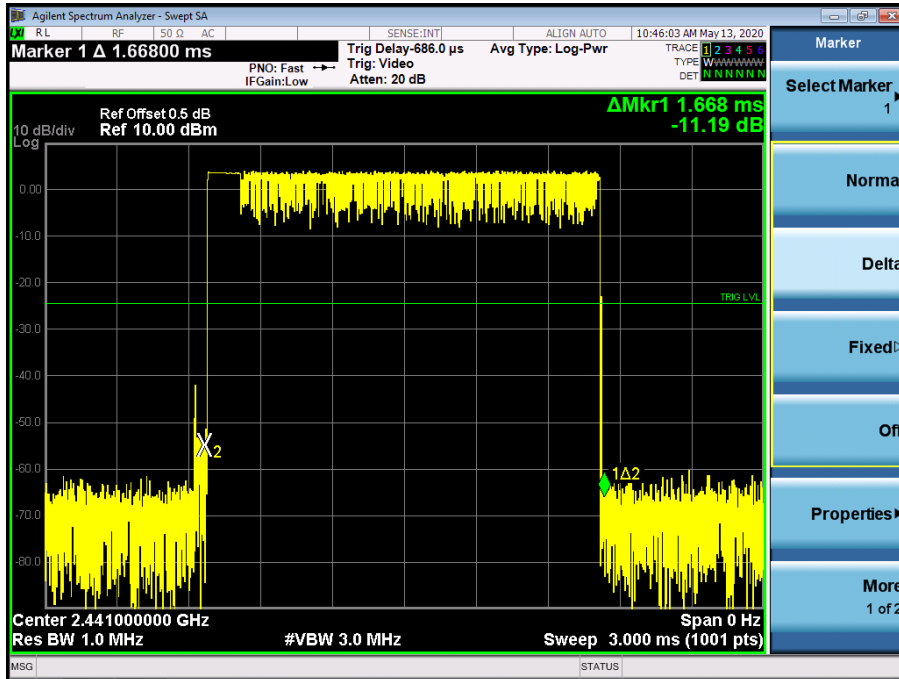 Agilent Spectrum Analyzer - Swept SA
LXI RL RF 50 Ω AC SENSE:INT ALIGN AUTO 10:46:03 AM May 13, 2020
Marker 1 Δ 1.66800 ms
PNO: Fast
IFGain:Low
Trig Delay-686.0 µs
Trig: Video
Atten: 20 dB
Avg Type: Log-Pwr
TRACE 1 2 3 4 5 6
TYPE WWWWWW
DET N N N N N N
ΔMkr1 1.668 ms
-11.19 dB
Ref Offset 0.5 dB
10 dB/div Ref 10.00 dBm
Log
0.00
-10.0
-20.0
TRIG LVL
-30.0
-40.0
-50.0
X2
-60.0
1Δ2
-70.0
-80.0
Center 2.441000000 GHz Span 0 Hz
Res BW 1.0 MHz #VBW 3.0 MHz Sweep 3.000 ms (1001 pts)
MSG STATUS
Marker
Select Marker
1
Norma
Delta
Fixed
Off
Properties
More
1 of 2